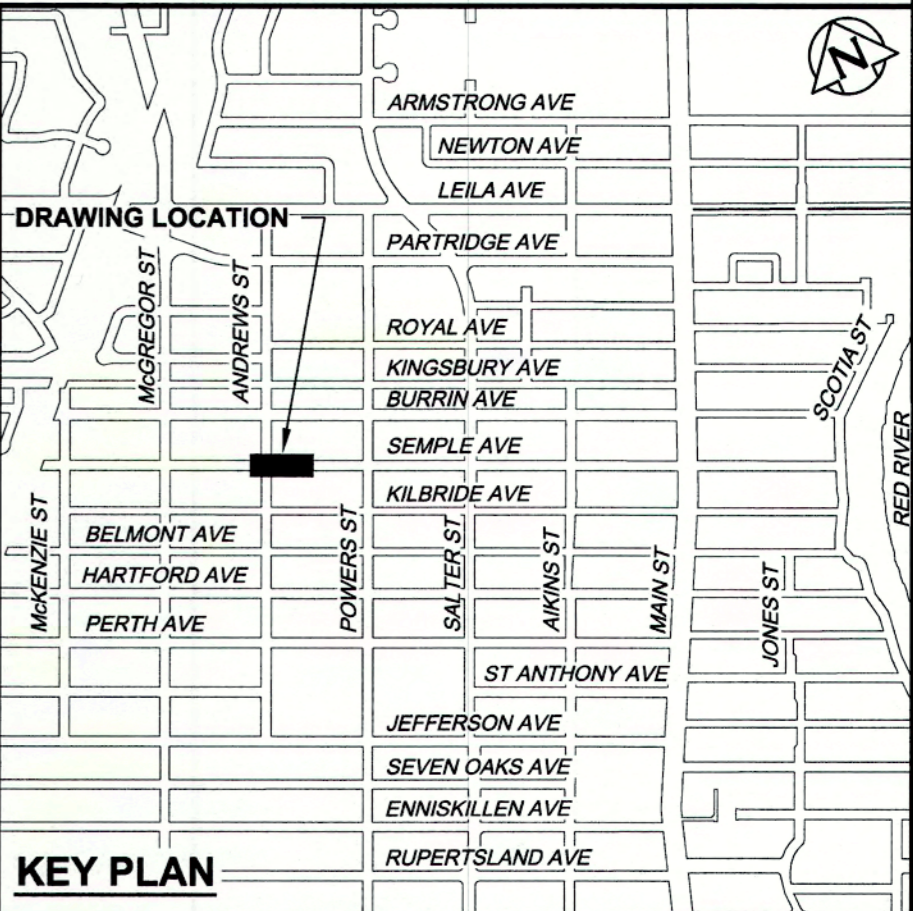 N
ARMSTRONG AVE
NEWTON AVE
LEILA AVE
DRAWING LOCATION
PARTRIDGE AVE
McGREGOR ST
ANDREWS ST
ROYAL AVE
KINGSBURY AVE
BURRIN AVE
SCOTIA ST
SEMPLE AVE
RED RIVER
KILBRIDE AVE
McKENZIE ST
BELMONT AVE
POWERS ST
SALTER ST
AIKINS ST
MAIN ST
JONES ST
HARTFORD AVE
PERTH AVE
ST ANTHONY AVE
JEFFERSON AVE
SEVEN OAKS AVE
ENNISKILLEN AVE
RUPERTSLAND AVE
KEY PLAN